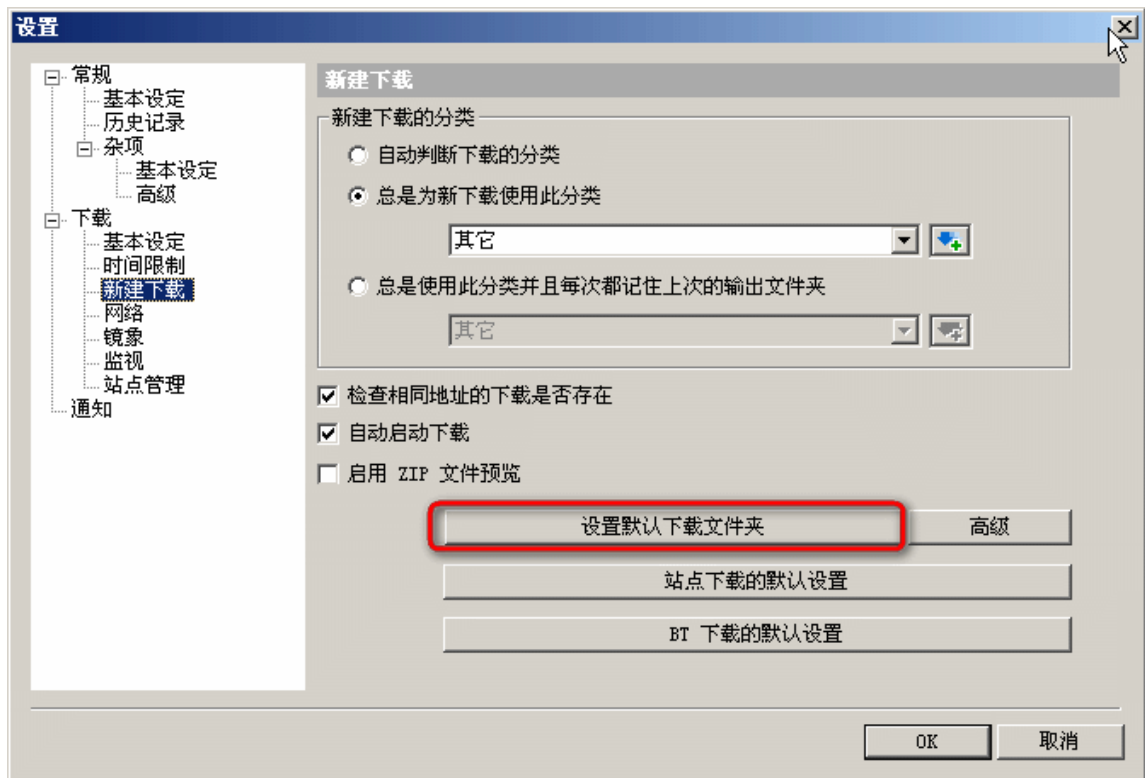 设置
常规
基本设定
历史记录
杂项
基本设定
高级
下载
基本设定
时间限制
新建下载
网络
镜象
监视
站点管理
通知
新建下载
新建下载的分类
自动判断下载的分类
总是为新下载使用此分类
其它
总是使用此分类并且每次都记住上次的输出文件夹
其它
检查相同地址的下载是否存在
自动启动下载
启用 ZIP 文件预览
设置默认下载文件夹 高级
站点下载的默认设置
BT 下载的默认设置
OK 取消